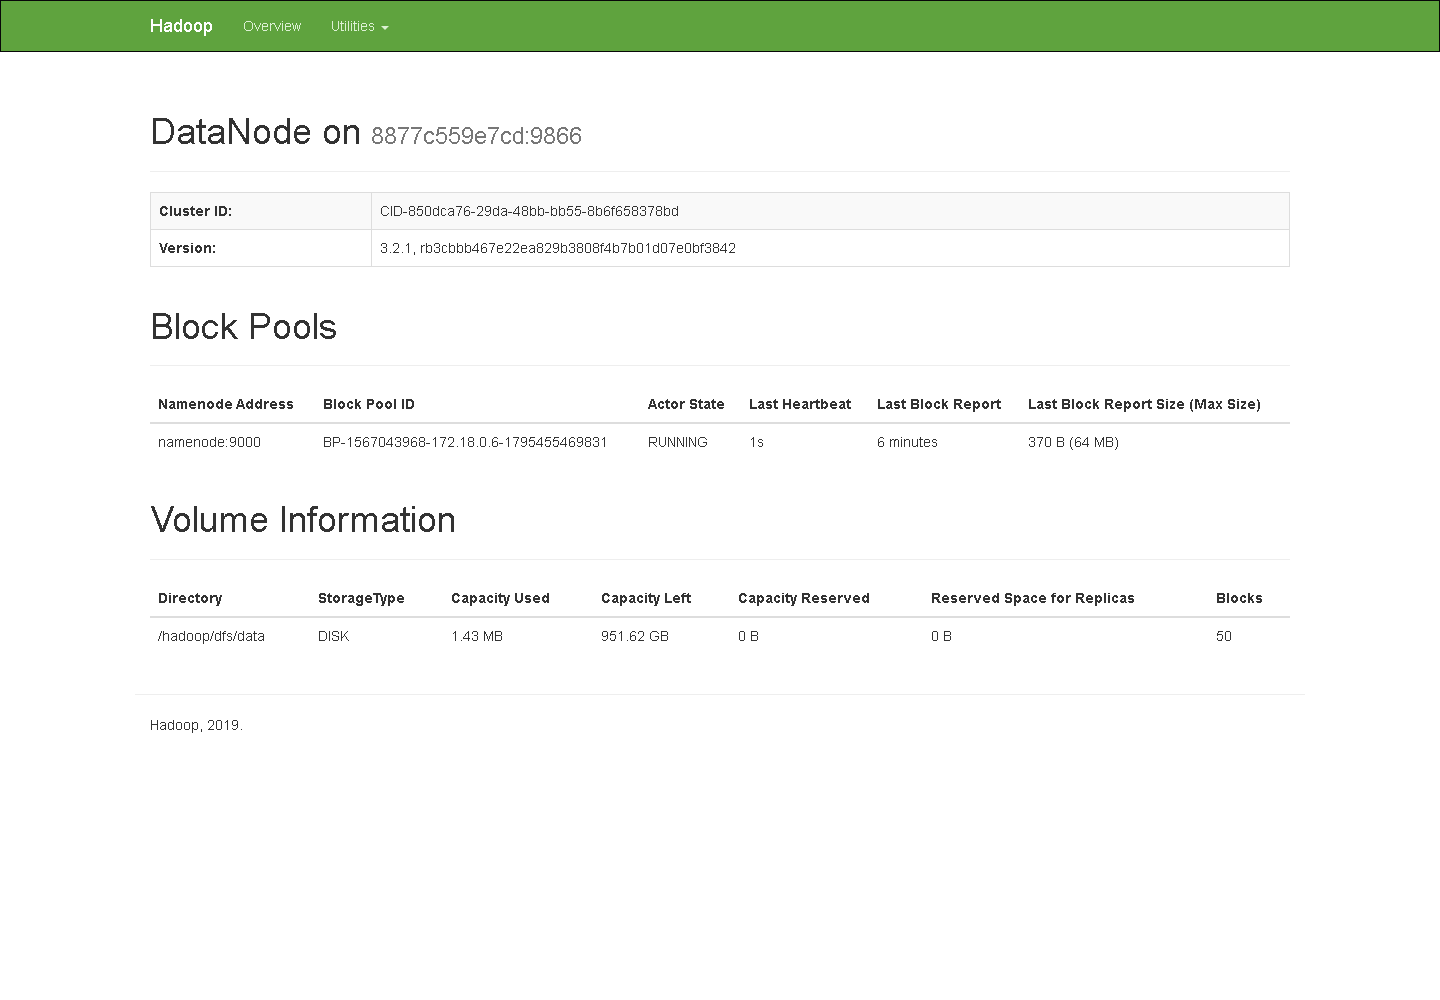 Hadoop Overview Utilities
DataNode on 8877c559e7cd:9866
Cluster ID: CID-850dca76-29da-48bb-bb55-8b6f658378bd
Version: 3.2.1, rb3cbbb467e22ea829b3808f4b7b01d07e0bf3842
Block Pools
Namenode Address Block Pool ID Actor State Last Heartbeat Last Block Report Last Block Report Size (Max Size)
namenode:9000 BP-1567043968-172.18.0.6-1795455469831 RUNNING 1s 6 minutes 370 B (64 MB)
Volume Information
Directory StorageType Capacity Used Capacity Left Capacity Reserved Reserved Space for Replicas Blocks
/hadoop/dfs/data DISK 1.43 MB 951.62 GB 0 B 0 B 50
Hadoop, 2019.